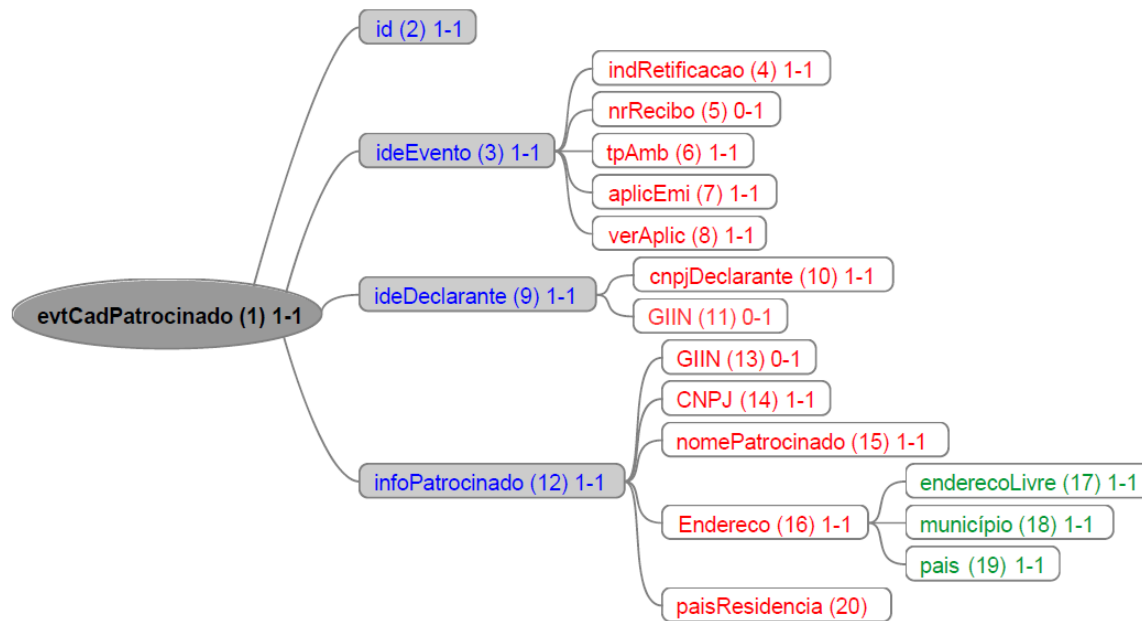 id (2) 1-1
indRetificacao (4) 1-1
nrRecibo (5) 0-1
ideEvento (3) 1-1
tpAmb (6) 1-1
aplicEmi (7) 1-1
verAplic (8) 1-1
evtCadPatrocinado (1) 1-1
ideDeclarante (9) 1-1
cnpjDeclarante (10) 1-1
GIIN (11) 0-1
GIIN (13) 0-1
CNPJ (14) 1-1
nomePatrocinado (15) 1-1
infoPatrocinado (12) 1-1
Endereco (16) 1-1
enderecoLivre (17) 1-1
município (18) 1-1
pais (19) 1-1
paisResidencia (20)